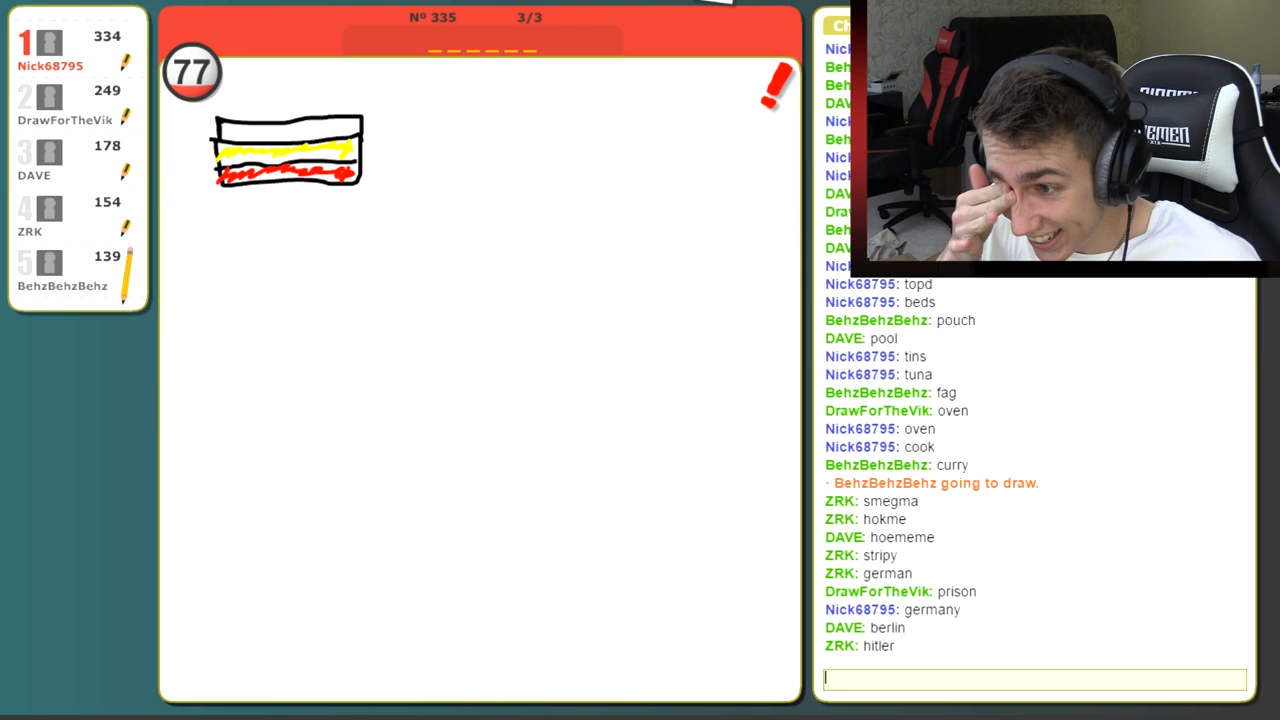 Nº 335 3/3
_ _ _ _ _ _
77
1 334
Nick68795
2 249
DrawForTheVik
3 178
DAVE
4 154
ZRK
5 139
BehzBehzBehz
Nick68795: topd
Nick68795: beds
BehzBehzBehz: pouch
DAVE: pool
Nick68795: tins
Nick68795: tuna
BehzBehzBehz: fag
DrawForTheVik: oven
Nick68795: oven
Nick68795: cook
BehzBehzBehz: curry
· BehzBehzBehz going to draw.
ZRK: smegma
ZRK: hokme
DAVE: hoememe
ZRK: stripy
ZRK: german
DrawForTheVik: prison
Nick68795: germany
DAVE: berlin
ZRK: hitler